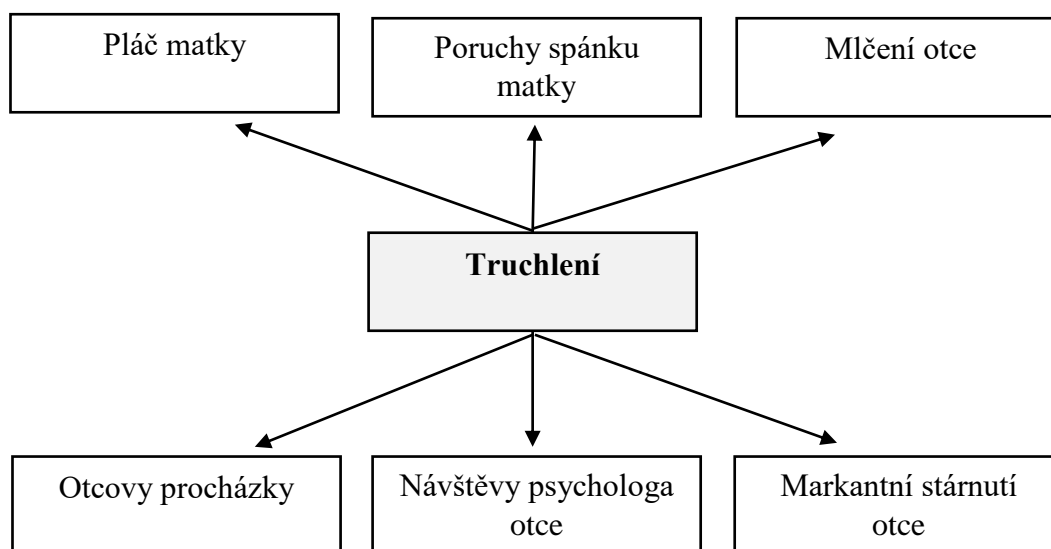 Pláč matky
Poruchy spánku
matky
Mlčení otce
Truchlení
Otcovy procházky
Návštěvy psychologa
otce
Markantní stárnutí
otce